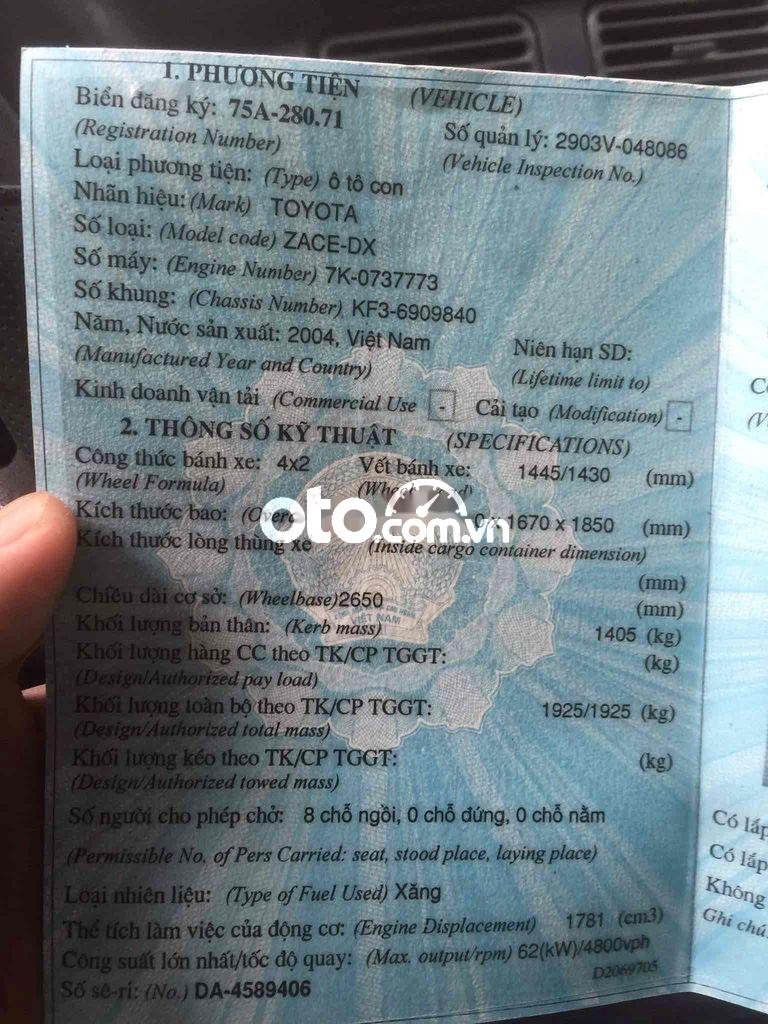 1. PHƯƠNG TIỆN (VEHICLE)
Biển đăng ký: 75A-280.71 Số quản lý: 2903V-048086
(Registration Number) (Vehicle Inspection No.)
Loại phương tiện: (Type) ô tô con
Nhãn hiệu: (Mark) TOYOTA
Số loại: (Model code) ZACE-DX
Số máy: (Engine Number) 7K-0737773
Số khung: (Chassis Number) KF3-6909840
Năm, Nước sản xuất: 2004, Việt Nam Niên hạn SD:
(Manufactured Year and Country) (Lifetime limit to)
Kinh doanh vận tải (Commercial Use - Cải tạo (Modification) -
2. THÔNG SỐ KỸ THUẬT (SPECIFICATIONS)
Công thức bánh xe: 4x2 Vết bánh xe: 1445/1430 (mm)
(Wheel Formula)
Kích thước bao: x 1670 x 1850 (mm)
oto.com.vn
Kích thước lòng thùng xe (Inside cargo container dimension)
(mm)
Chiều dài cơ sở: (Wheelbase) 2650 (mm)
VIỆT NAM
Khối lượng bản thân: (Kerb mass) 1405 (kg)
Khối lượng hàng CC theo TK/CP TGGT: (kg)
(Design/Authorized pay load)
Khối lượng toàn bộ theo TK/CP TGGT: 1925/1925 (kg)
(Design/Authorized total mass)
Khối lượng kéo theo TK/CP TGGT: (kg)
(Design/Authorized towed mass)
Số người cho phép chở: 8 chỗ ngồi, 0 chỗ đứng, 0 chỗ nằm
(Permissible No. of Pers Carried: seat, stood place, laying place)
Loại nhiên liệu: (Type of Fuel Used) Xăng
Thể tích làm việc của động cơ: (Engine Displacement) 1781 (cm3)
Công suất lớn nhất/tốc độ quay: (Max. output/rpm) 62(kW)/4800vph
D2069705
Số sê-ri: (No.) DA-4589406
Có lắp
Có lắp
Không
Ghi chú: